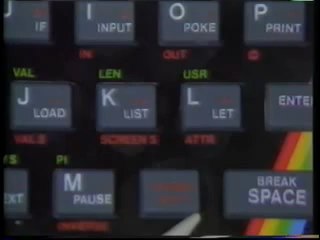 J I O P
IF INPUT POKE PRINT
IN OUT ©
VAL LEN USR
J K L
LOAD LIST LET ENTE
VAL $ SCREEN $ ATTR
PI
M BREAK
EXT PAUSE SPACE
INVERSE